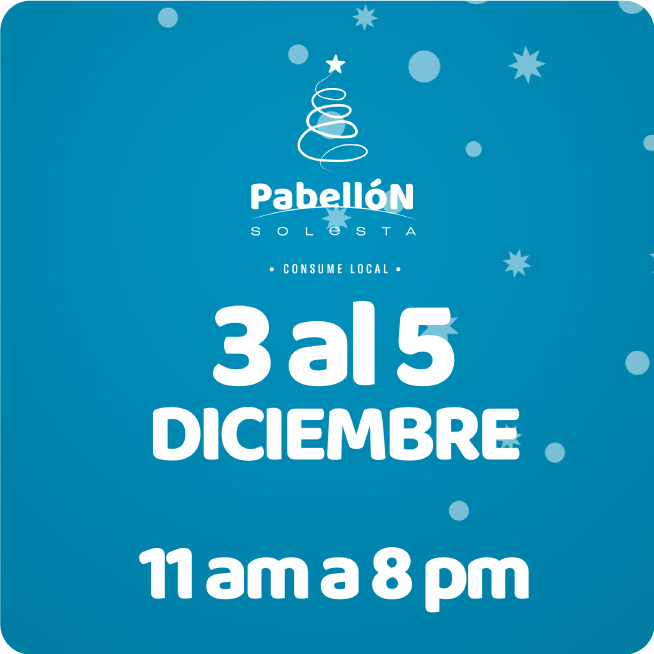 PabellóN
SOLeSTA
• CONSUME LOCAL •
3 al 5
DICIEMBRE
11 am a 8 pm